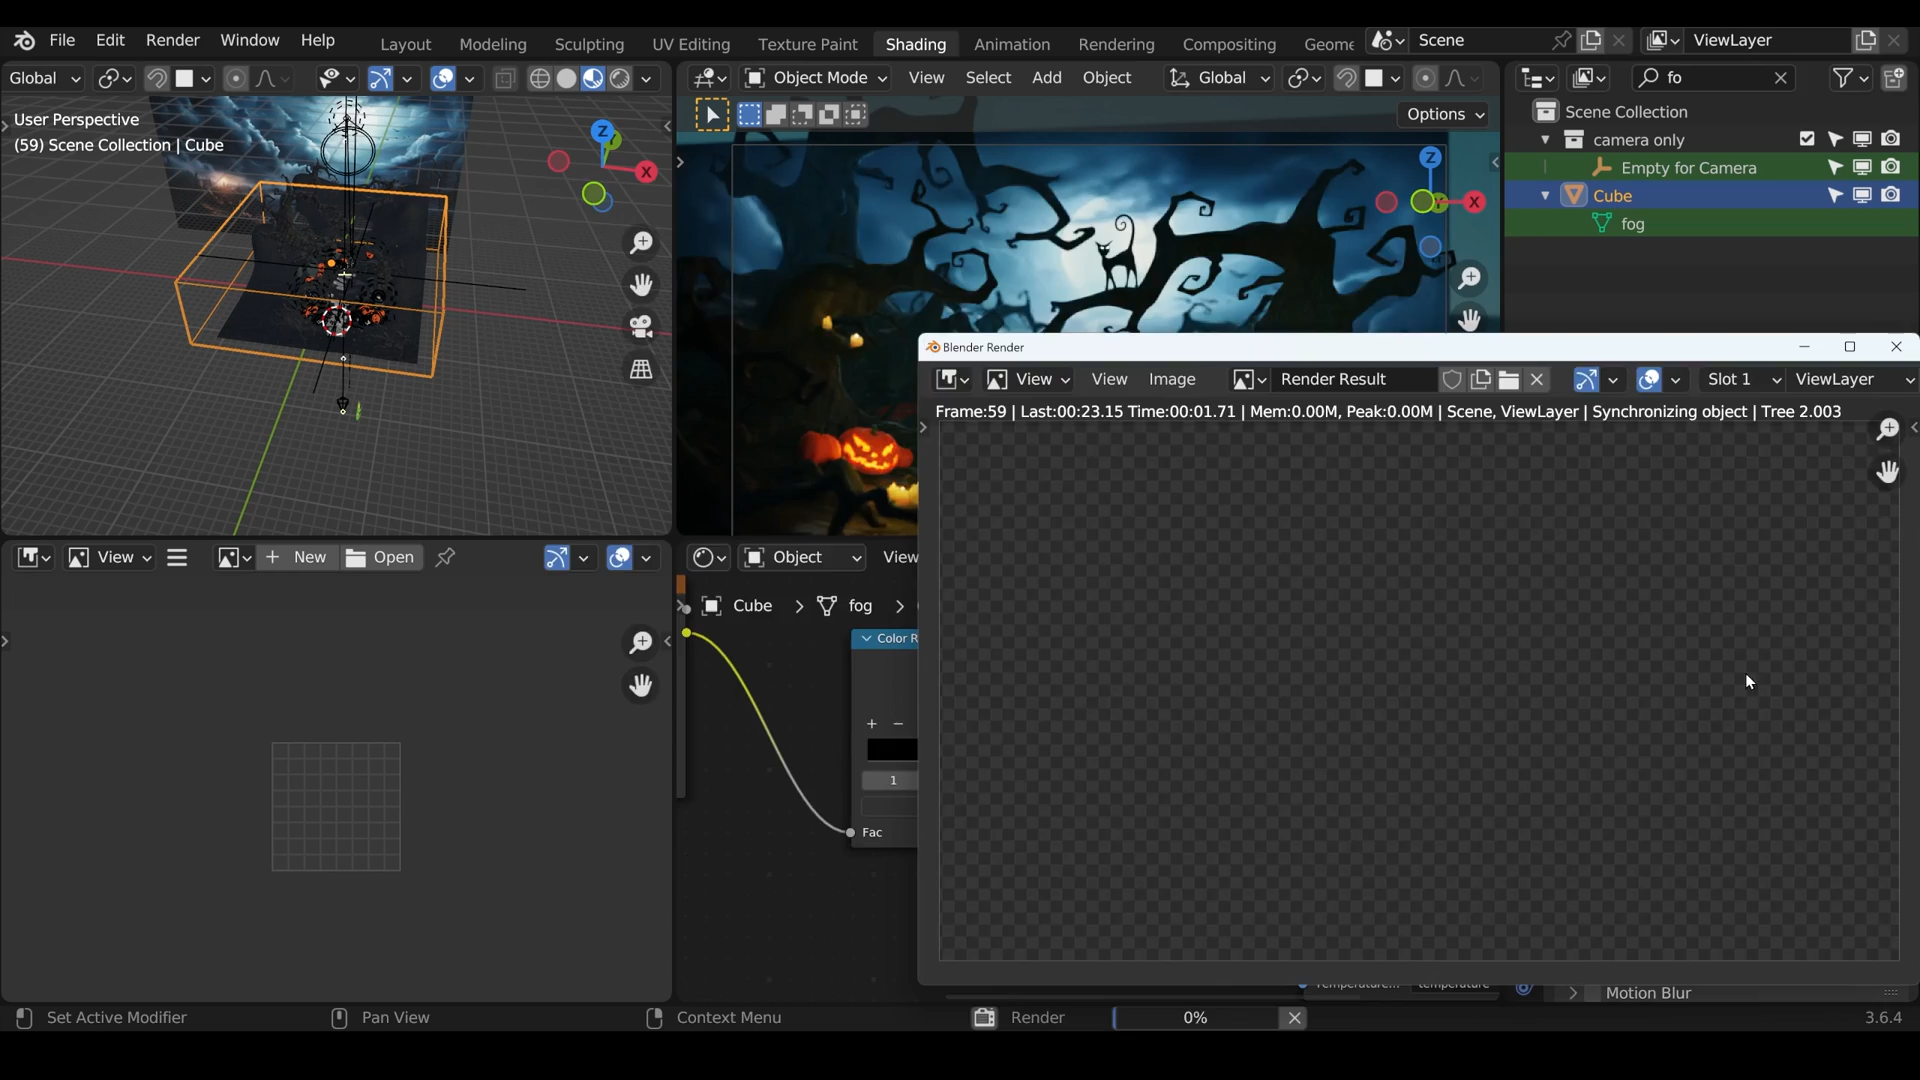 File Edit Render Window Help Layout Modeling Sculpting UV Editing Texture Paint Shading Animation Rendering Compositing Geome Scene ViewLayer
Global Object Mode View Select Add Object Global fo
Options
User Perspective
(59) Scene Collection | Cube
Z
X
Z
X
Scene Collection
camera only
Empty for Camera
Cube
fog
Blender Render
View View Image Render Result Slot 1 ViewLayer
Frame:59 | Last:00:23.15 Time:00:01.71 | Mem:0.00M, Peak:0.00M | Scene, ViewLayer | Synchronizing object | Tree 2.003
View New Open Object View
Cube fog
Color R
1
Fac
Temperature... temperature
Motion Blur
Set Active Modifier Pan View Context Menu Render 0% 3.6.4